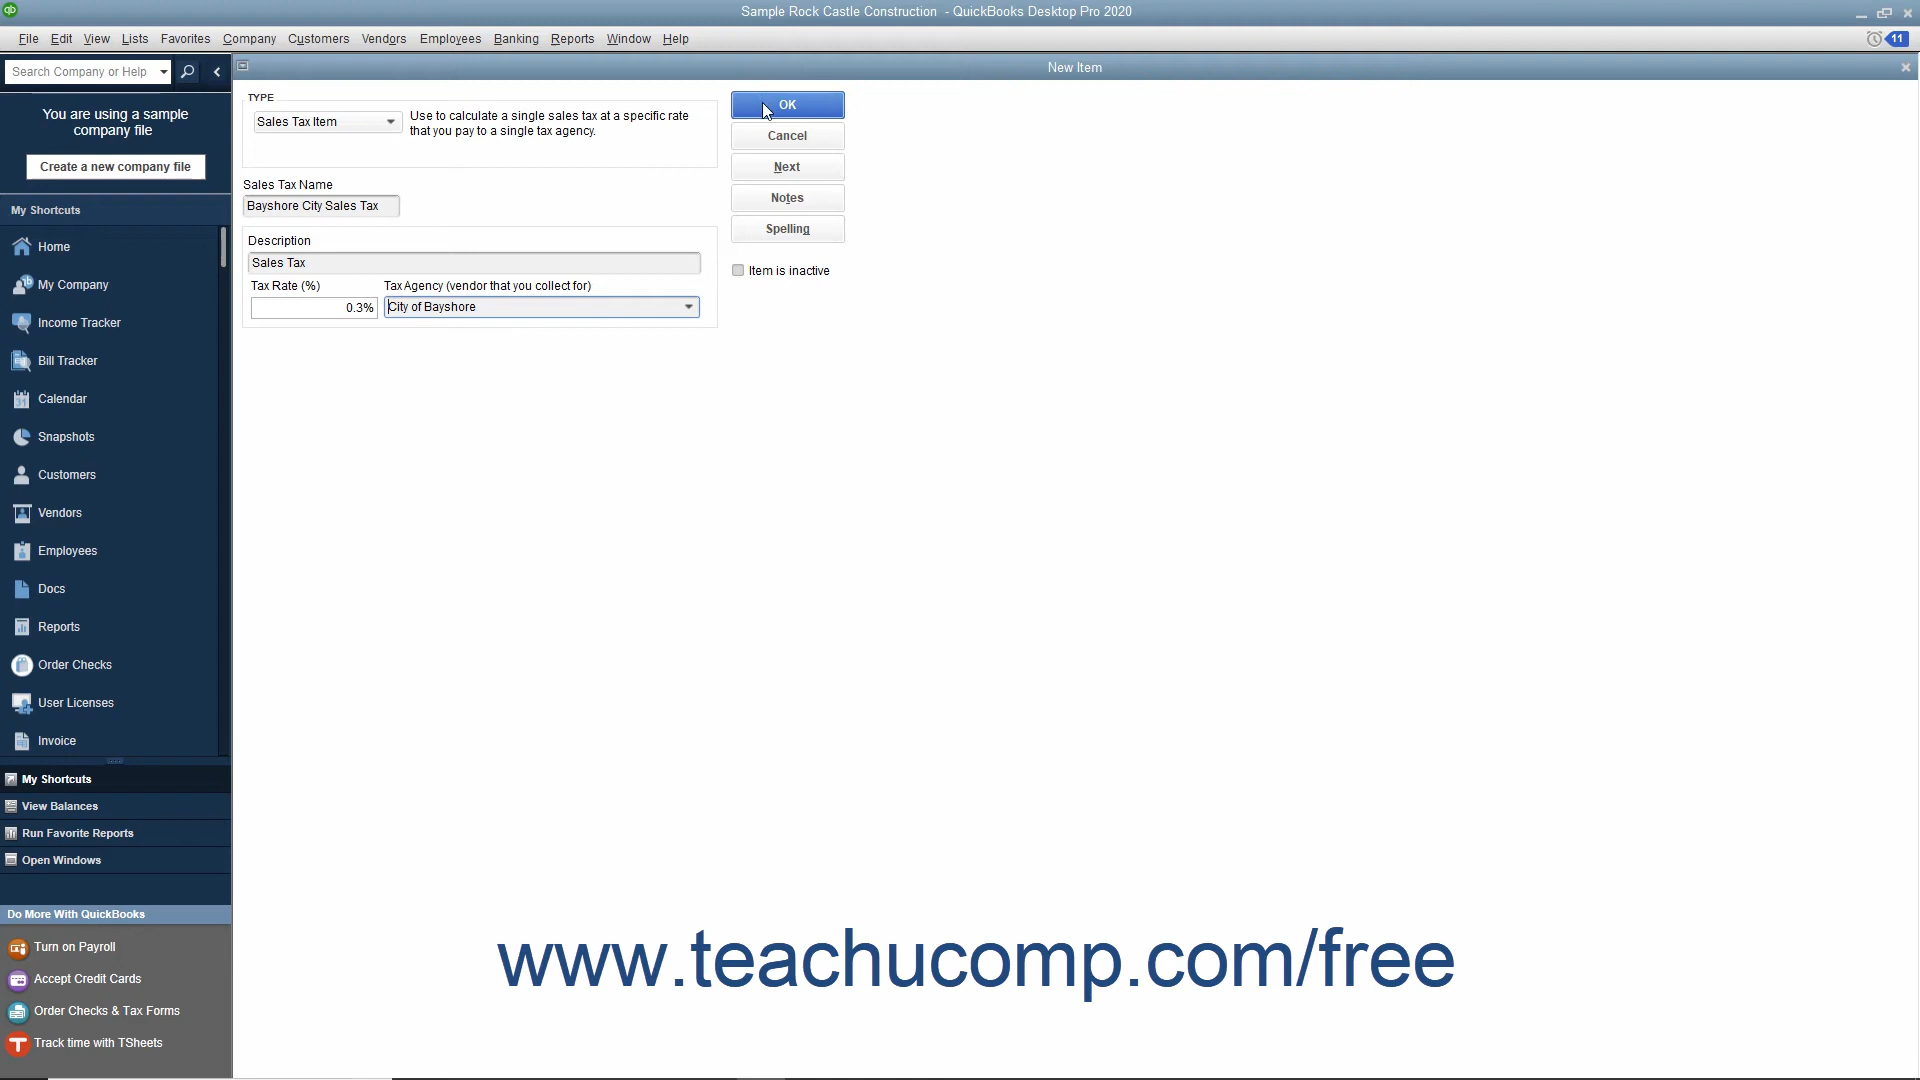 Sample Rock Castle Construction - QuickBooks Desktop Pro 2020
File Edit View Lists Favorites Company Customers Vendors Employees Banking Reports Window Help
11
Search Company or Help
New Item
You are using a sample
company file
Create a new company file
My Shortcuts
Home
My Company
Income Tracker
Bill Tracker
Calendar
Snapshots
Customers
Vendors
Employees
Docs
Reports
Order Checks
User Licenses
Invoice
My Shortcuts
View Balances
Run Favorite Reports
Open Windows
Do More With QuickBooks
Turn on Payroll
Accept Credit Cards
Order Checks & Tax Forms
Track time with TSheets
TYPE
Sales Tax Item
Use to calculate a single sales tax at a specific rate
that you pay to a single tax agency.
Sales Tax Name
Bayshore City Sales Tax
Description
Sales Tax
Tax Rate (%) Tax Agency (vendor that you collect for)
0.3% City of Bayshore
OK
Cancel
Next
Notes
Spelling
Item is inactive
www.teachucomp.com/free